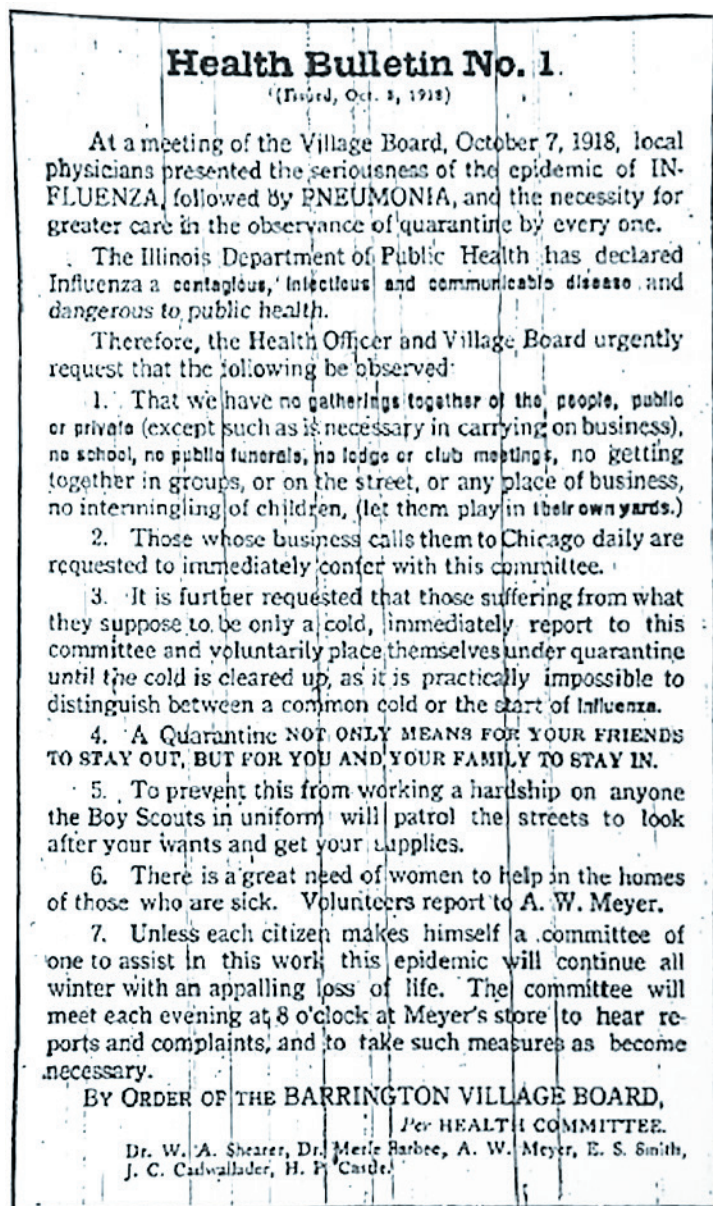 Health Bulletin No. 1.
(Issued, Oct. 8, 1918)
At a meeting of the Village Board, October 7, 1918, local
physicians presented the seriousness of the epidemic of IN-
FLUENZA, followed by PNEUMONIA, and the necessity for
greater care in the observance of quarantine by every one.
The Illinois Department of Public Health has declared
Influenza a contagious, infectious and communicable disease and
dangerous to public health.
Therefore, the Health Officer and Village Board urgently
request that the following be observed:
1. That we have no gatherings together of the people, public
or private (except such as is necessary in carrying on business),
no school, no public funerals, no lodge or club meetings, no getting
together in groups, or on the street, or any place of business,
no intermingling of children, (let them play in their own yards.)
2. Those whose business calls them to Chicago daily are
requested to immediately confer with this committee.
3. It is further requested that those suffering from what
they suppose to be only a cold, immediately report to this
committee and voluntarily place themselves under quarantine
until the cold is cleared up, as it is practically impossible to
distinguish between a common cold or the start of Influenza.
4. A Quarantine NOT ONLY MEANS FOR YOUR FRIENDS
TO STAY OUT, BUT FOR YOU AND YOUR FAMILY TO STAY IN.
5. To prevent this from working a hardship on anyone
the Boy Scouts in uniform will patrol the streets to look
after your wants and get your supplies.
6. There is a great need of women to help in the homes
of those who are sick. Volunteers report to A. W. Meyer.
7. Unless each citizen makes himself a committee of
one to assist in this work this epidemic will continue all
winter with an appalling loss of life. The committee will
meet each evening at 8 o'clock at Meyer's store to hear re-
ports and complaints, and to take such measures as become
necessary.
BY ORDER OF THE BARRINGTON VILLAGE BOARD,
Per HEALTH COMMITTEE.
Dr. W. A. Shearer, Dr. Merle Barbee, A. W. Meyer, E. S. Smith,
J. C. Cadwallader, H. P. Castle.